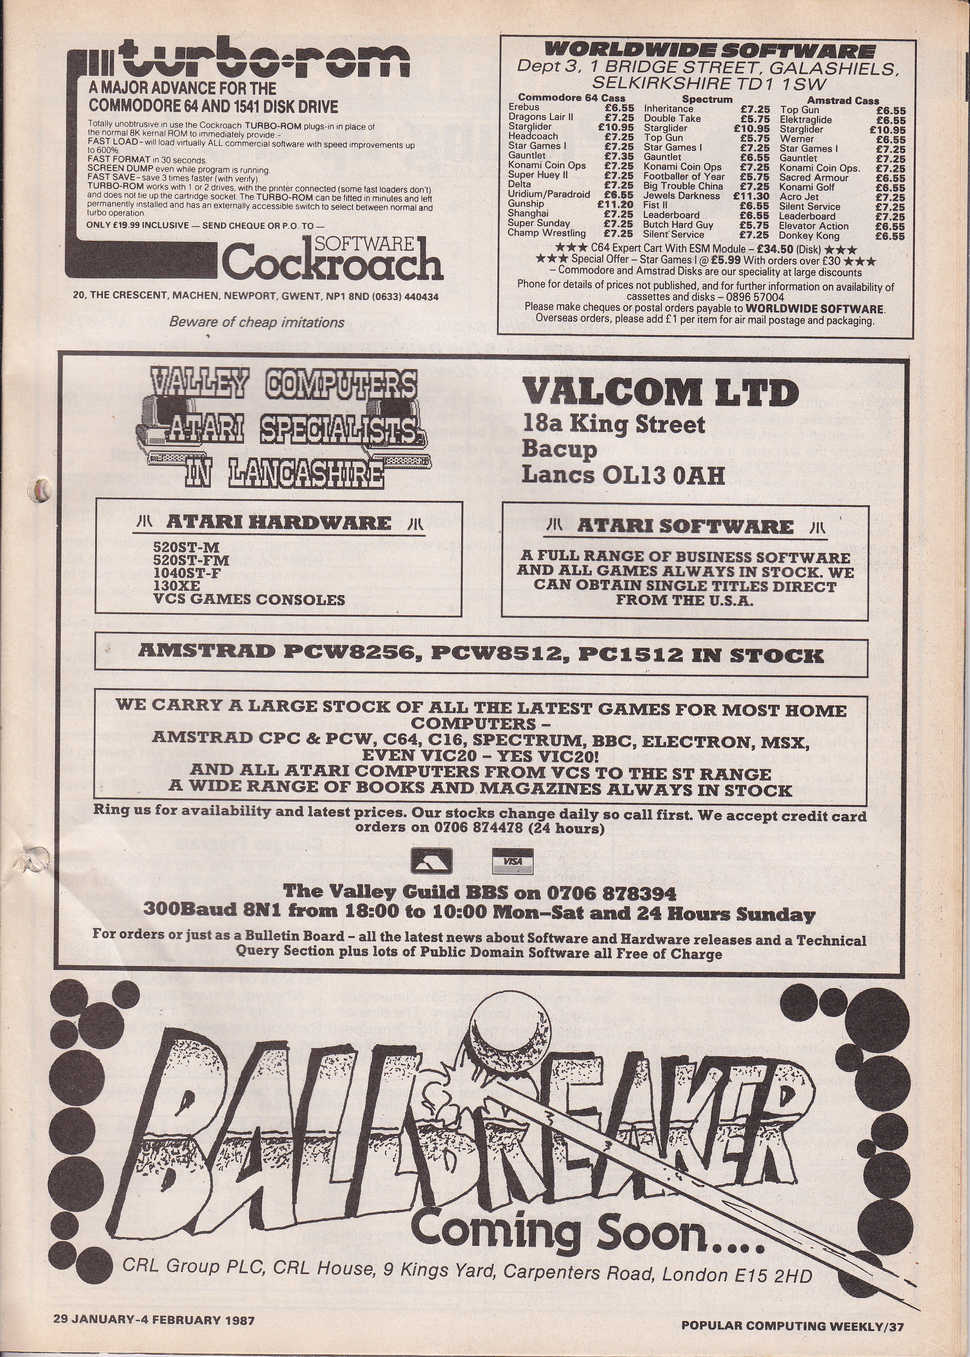 turbo-rom
A MAJOR ADVANCE FOR THE
COMMODORE 64 AND 1541 DISK DRIVE
Totally unobtrusive in use the Cockroach TURBO-ROM plugs-in in place of
the normal 8K kernal ROM to immediately provide:-
FAST LOAD - will load virtually ALL commercial software with speed improvements up
to 600%.
FAST FORMAT in 30 seconds.
SCREEN DUMP even while program is running.
FAST SAVE - save 3 times faster (with verify)
TURBO-ROM works with 1 or 2 drives, with the printer connected (some fast loaders don't)
and does not tie up the cartridge socket. The TURBO-ROM can be fitted in minutes and left
permanently installed and has an externally accessible switch to select between normal and
turbo operation.
ONLY £19.99 INCLUSIVE — SEND CHEQUE OR P.O. TO —
SOFTWARE
Cockroach
20, THE CRESCENT, MACHEN, NEWPORT, GWENT, NP1 8ND (0633) 440434
Beware of cheap imitations
WORLDWIDE SOFTWARE
Dept 3, 1 BRIDGE STREET, GALASHIELS,
SELKIRKSHIRE TD1 1SW
Commodore 64 Cass
Erebus £6.55
Dragons Lair II £7.25
Starglider £10.95
Headcoach £7.25
Star Games I £7.25
Gauntlet £7.35
Konami Coin Ops £7.25
Super Huey II £7.25
Delta £7.25
Uridium/Paradroid £6.55
Gunship £11.20
Shanghai £7.25
Super Sunday £7.25
Champ Wrestling £7.25
Spectrum
Inheritance £7.25
Double Take £5.75
Starglider £10.95
Top Gun £5.75
Star Games I £7.25
Gauntlet £6.55
Konami Coin Ops £7.25
Footballer of Year £5.75
Big Trouble China £7.25
Jewels Darkness £11.30
Fist II £6.55
Leaderboard £6.55
Butch Hard Guy £5.75
Silent Service £7.25
Amstrad Cass
Top Gun £6.55
Elektraglide £6.55
Starglider £10.95
Werner £6.55
Star Games I £7.25
Gauntlet £7.25
Konami Coin Ops. £7.25
Sacred Armour £6.55
Konami Golf £6.55
Acro Jet £7.25
Silent Service £7.25
Leaderboard £7.25
Elevator Action £6.55
Donkey Kong £6.55
★★★ C64 Expert Cart With ESM Module – £34.50 (Disk) ★★★
★★★ Special Offer – Star Games I @ £5.99 With orders over £30 ★★★
– Commodore and Amstrad Disks are our speciality at large discounts
Phone for details of prices not published, and for further information on availability of
cassettes and disks – 0896 57004
Please make cheques or postal orders payable to WORLDWIDE SOFTWARE.
Overseas orders, please add £1 per item for air mail postage and packaging.
VALLEY COMPUTERS
ATARI SPECIALISTS
IN LANCASHIRE
VALCOM LTD
18a King Street
Bacup
Lancs OL13 0AH
ATARI HARDWARE
520ST-M
520ST-FM
1040ST-F
130XE
VCS GAMES CONSOLES
ATARI SOFTWARE
A FULL RANGE OF BUSINESS SOFTWARE
AND ALL GAMES ALWAYS IN STOCK. WE
CAN OBTAIN SINGLE TITLES DIRECT
FROM THE U.S.A.
AMSTRAD PCW8256, PCW8512, PC1512 IN STOCK
WE CARRY A LARGE STOCK OF ALL THE LATEST GAMES FOR MOST HOME
COMPUTERS –
AMSTRAD CPC & PCW, C64, C16, SPECTRUM, BBC, ELECTRON, MSX,
EVEN VIC20 – YES VIC20!
AND ALL ATARI COMPUTERS FROM VCS TO THE ST RANGE
A WIDE RANGE OF BOOKS AND MAGAZINES ALWAYS IN STOCK
Ring us for availability and latest prices. Our stocks change daily so call first. We accept credit card
orders on 0706 874478 (24 hours)
VISA
The Valley Guild BBS on 0706 878394
300Baud 8N1 from 18:00 to 10:00 Mon–Sat and 24 Hours Sunday
For orders or just as a Bulletin Board – all the latest news about Software and Hardware releases and a Technical
Query Section plus lots of Public Domain Software all Free of Charge
BALLBREAKER
Coming Soon....
CRL Group PLC, CRL House, 9 Kings Yard, Carpenters Road, London E15 2HD
29 JANUARY-4 FEBRUARY 1987
POPULAR COMPUTING WEEKLY/37